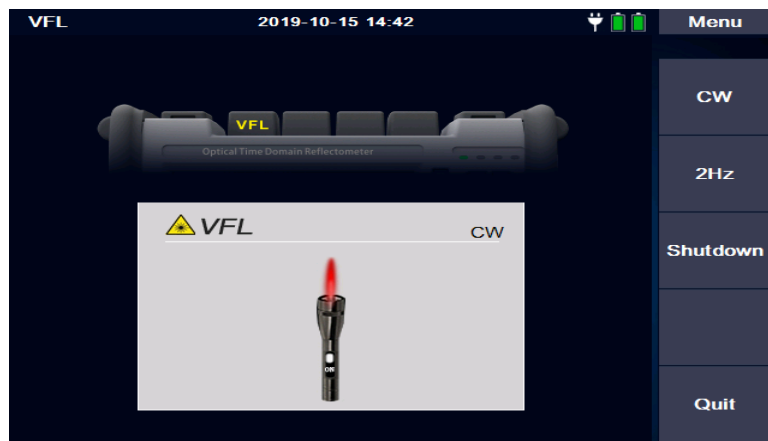 VFL 2019-10-15 14:42 Menu
VFL
Optical Time Domain Reflectometer
VFL CW
ON
CW
2Hz
Shutdown
Quit